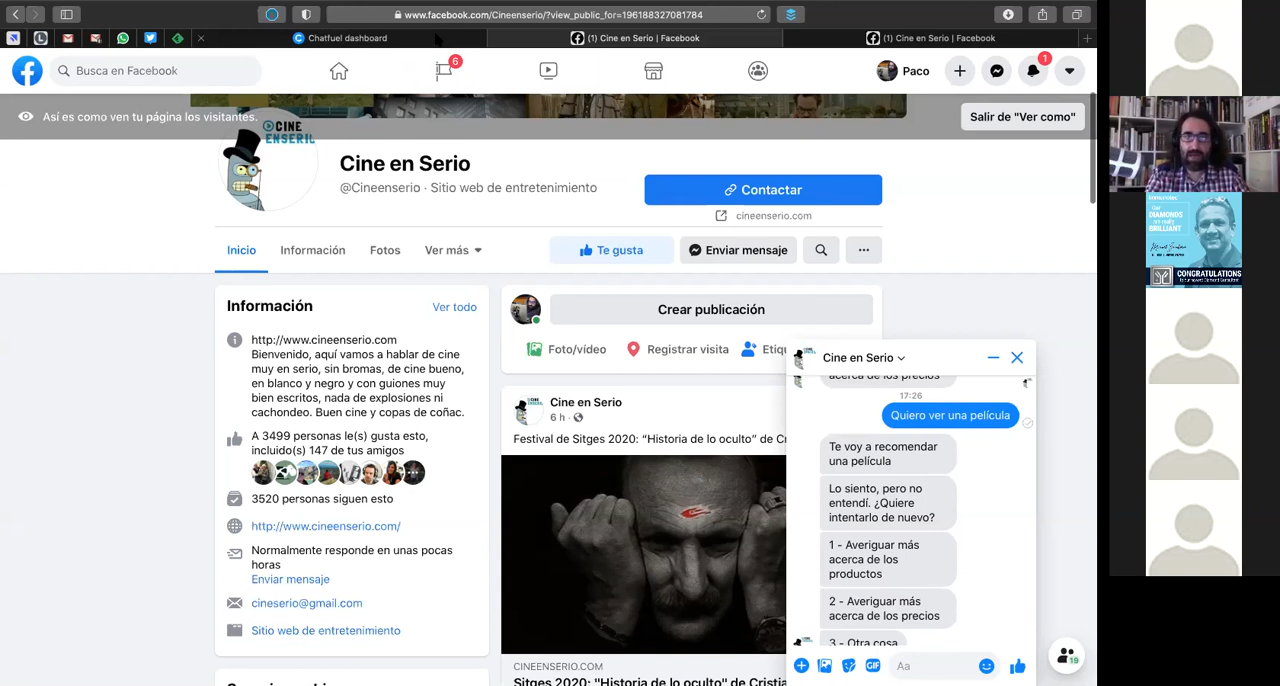 www.facebook.com/Cineenserio/?view_public_for=196188327081784
Chatfuel dashboard
(1) Cine en Serio | Facebook
(1) Cine en Serio | Facebook
Busca en Facebook
6
Paco
1
Así es como ven tu página los visitantes.
Salir de "Ver como"
CINE
ENSERIO
Cine en Serio
@Cineenserio · Sitio web de entretenimiento
Contactar
cineenserio.com
Inicio
Información
Fotos
Ver más
Te gusta
Enviar mensaje
Información
Ver todo
http://www.cineenserio.com
Bienvenido, aquí vamos a hablar de cine
muy en serio, sin bromas, de cine bueno,
en blanco y negro y con guiones muy
bien escritos, nada de explosiones ni
cachondeo. Buen cine y copas de coñac.
A 3499 personas le(s) gusta esto,
incluido(s) 147 de tus amigos
3520 personas siguen esto
http://www.cineenserio.com/
Normalmente responde en unas pocas
horas
Enviar mensaje
cineserio@gmail.com
Sitio web de entretenimiento
Crear publicación
Foto/vídeo
Registrar visita
Etiqu
Cine en Serio
6 h ·
Festival de Sitges 2020: "Historia de lo oculto" de Cr
CINEENSERIO.COM
Sitges 2020: "Historia de lo oculto" de Cristia
Cine en Serio
acerca de los precios
17:26
Quiero ver una película
Te voy a recomendar
una película
Lo siento, pero no
entendí. ¿Quiere
intentarlo de nuevo?
1 - Averiguar más
acerca de los
productos
2 - Averiguar más
acerca de los precios
3 - Otra cosa
GIF
Aa
19
DIAMONDS
BRILLIANT
CONGRATULATIONS